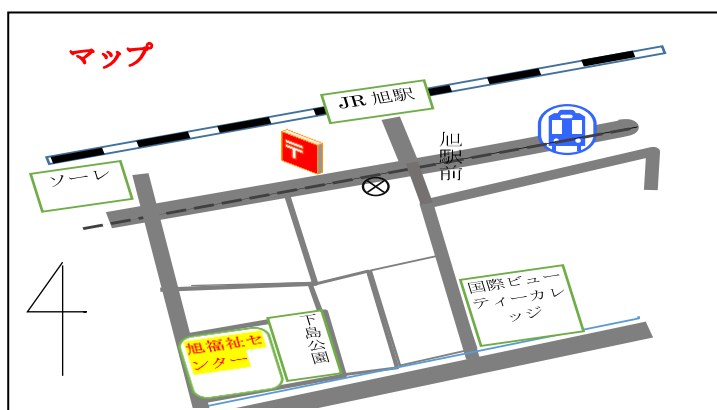 マップ
JR 旭駅
旭駅前
〒
ソーレ
国際ビュー
ティーカレ
ッジ
下島公園
旭福祉セ
ンター